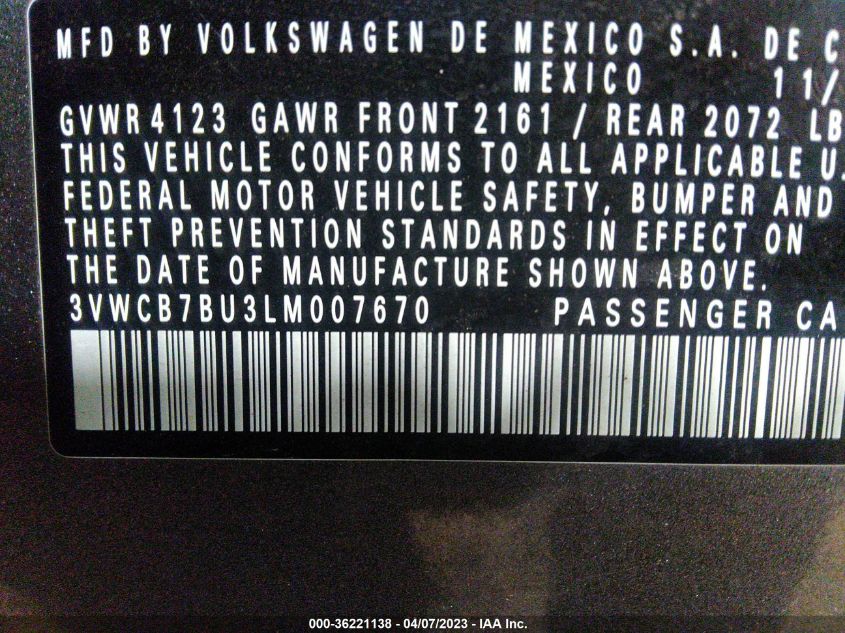 MFD BY VOLKSWAGEN DE MEXICO S.A. DE C
MEXICO 11/
GVWR 4123 GAWR FRONT 2161 / REAR 2072 LB
THIS VEHICLE CONFORMS TO ALL APPLICABLE U.
FEDERAL MOTOR VEHICLE SAFETY, BUMPER AND
THEFT PREVENTION STANDARDS IN EFFECT ON
THE DATE OF MANUFACTURE SHOWN ABOVE.
3VWCB7BU3LM007670 PASSENGER CA
000-36221138 - 04/07/2023 - IAA Inc.